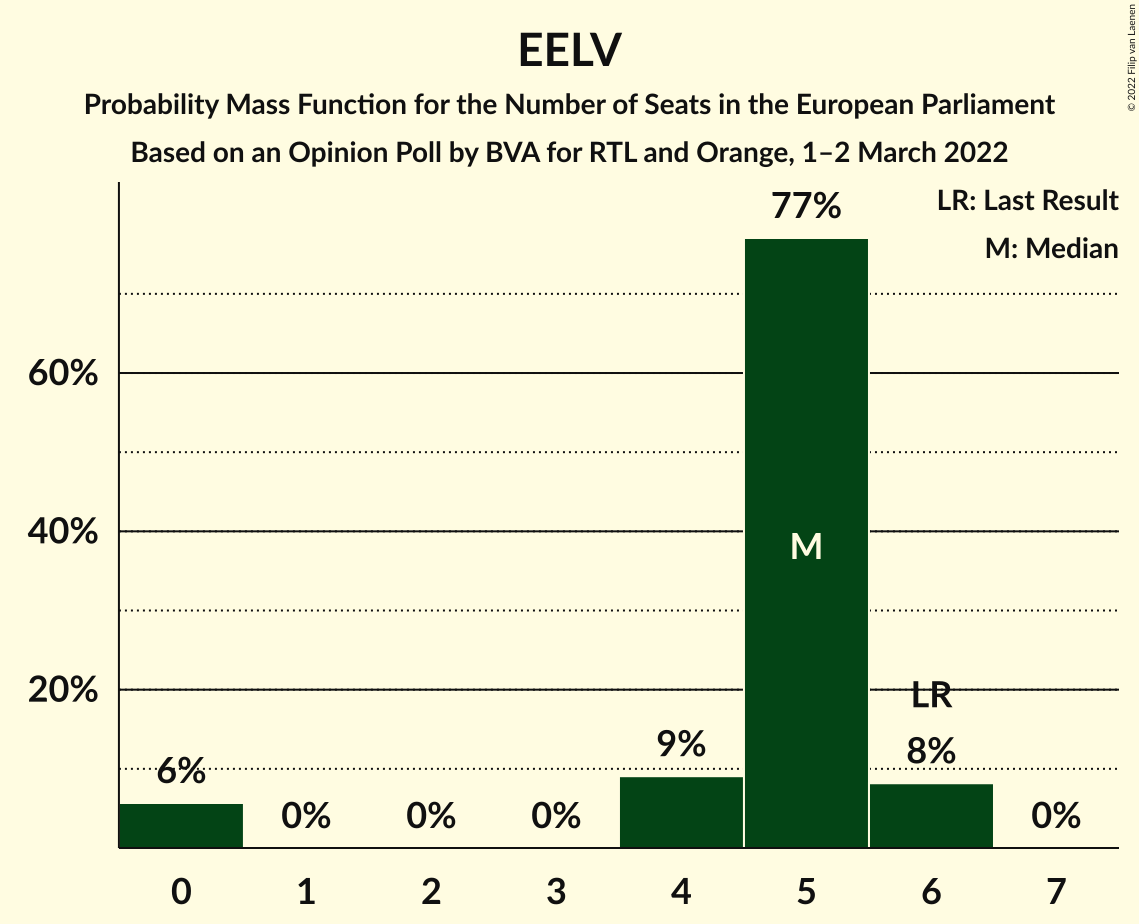 EELV
Probability Mass Function for the Number of Seats in the European Parliament
Based on an Opinion Poll by BVA for RTL and Orange, 1–2 March 2022
© 2022 Filip van Laenen
LR: Last Result
M: Median
77%
60%
40%
20%
M
LR
6%
0%
0%
0%
9%
8%
0%
0 1 2 3 4 5 6 7